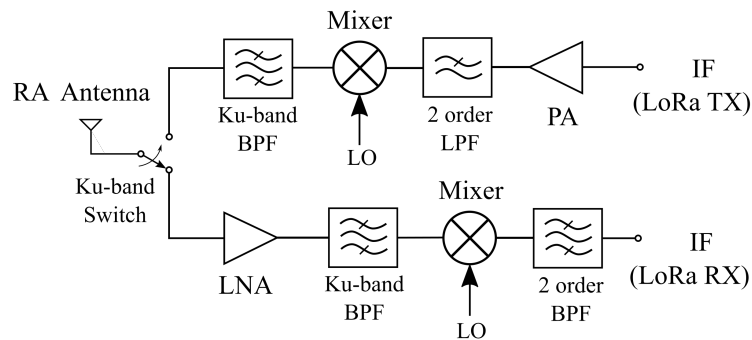 Mixer
RA Antenna
Ku-band
BPF
LO
2 order
LPF
PA
IF
(LoRa TX)
Ku-band
Switch
Mixer
LNA
Ku-band
BPF
LO
2 order
BPF
IF
(LoRa RX)